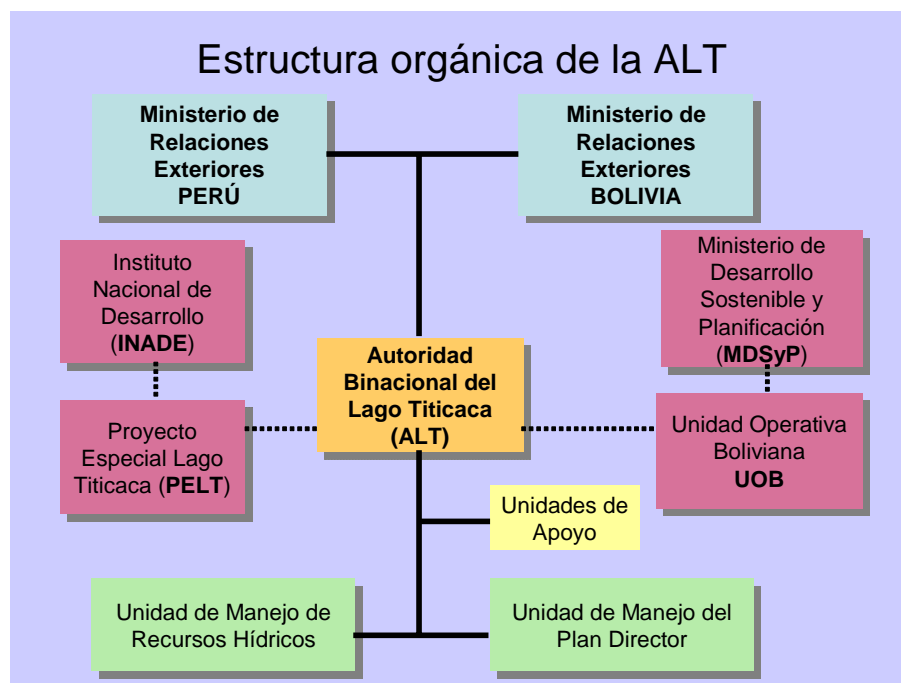 Estructura orgánica de la ALT
Ministerio de
Relaciones
Exteriores
PERÚ
Ministerio de
Relaciones
Exteriores
BOLIVIA
Instituto
Nacional de
Desarrollo
(INADE)
Ministerio de
Desarrollo
Sostenible y
Planificación
(MDSyP)
Autoridad
Binacional del
Lago Titicaca
(ALT)
Proyecto
Especial Lago
Titicaca (PELT)
Unidad Operativa
Boliviana
UOB
Unidades de
Apoyo
Unidad de Manejo de
Recursos Hídricos
Unidad de Manejo del
Plan Director